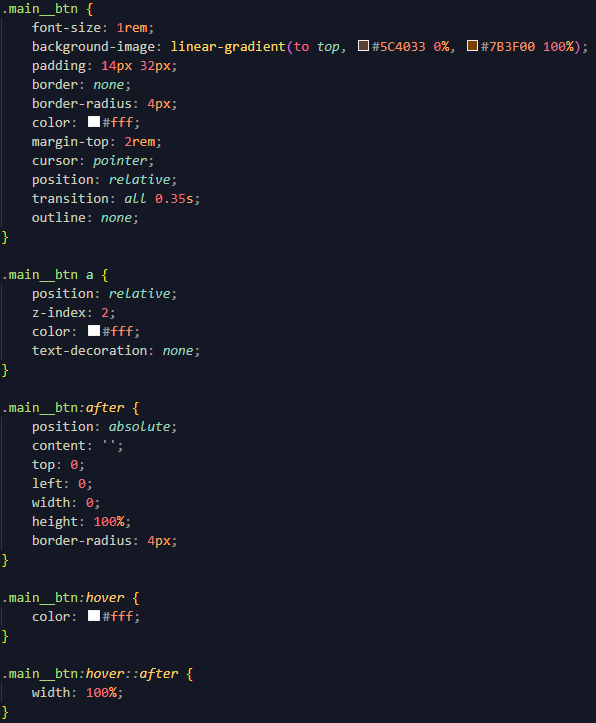 .main__btn {
    font-size: 1rem;
    background-image: linear-gradient(to top, #5C4033 0%, #7B3F00 100%);
    padding: 14px 32px;
    border: none;
    border-radius: 4px;
    color: #fff;
    margin-top: 2rem;
    cursor: pointer;
    position: relative;
    transition: all 0.35s;
    outline: none;
}

.main__btn a {
    position: relative;
    z-index: 2;
    color: #fff;
    text-decoration: none;
}

.main__btn:after {
    position: absolute;
    content: '';
    top: 0;
    left: 0;
    width: 0;
    height: 100%;
    border-radius: 4px;
}

.main__btn:hover {
    color: #fff;
}

.main__btn:hover::after {
    width: 100%;
}